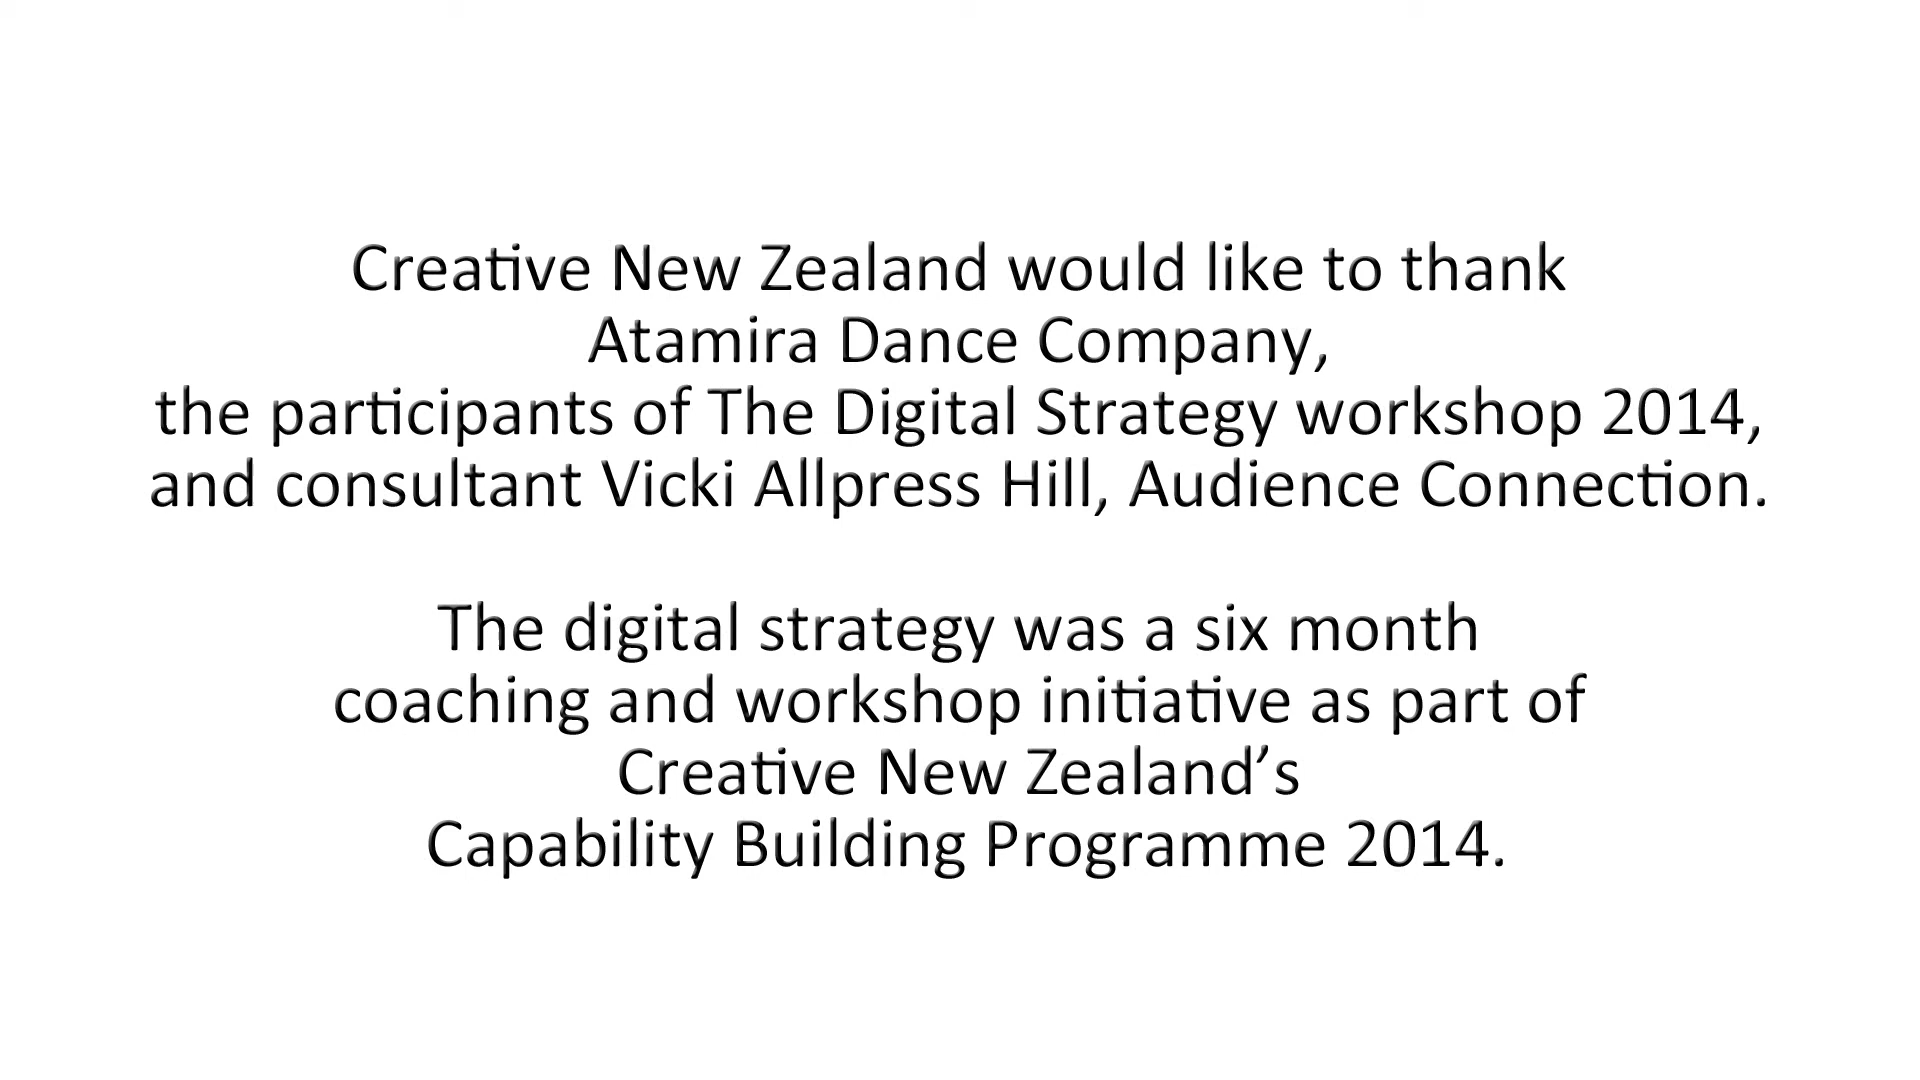 Creative New Zealand would like to thank
Atamira Dance Company,
the participants of The Digital Strategy workshop 2014,
and consultant Vicki Allpress Hill, Audience Connection.
The digital strategy was a six month
coaching and workshop initiative as part of
Creative New Zealand’s
Capability Building Programme 2014.